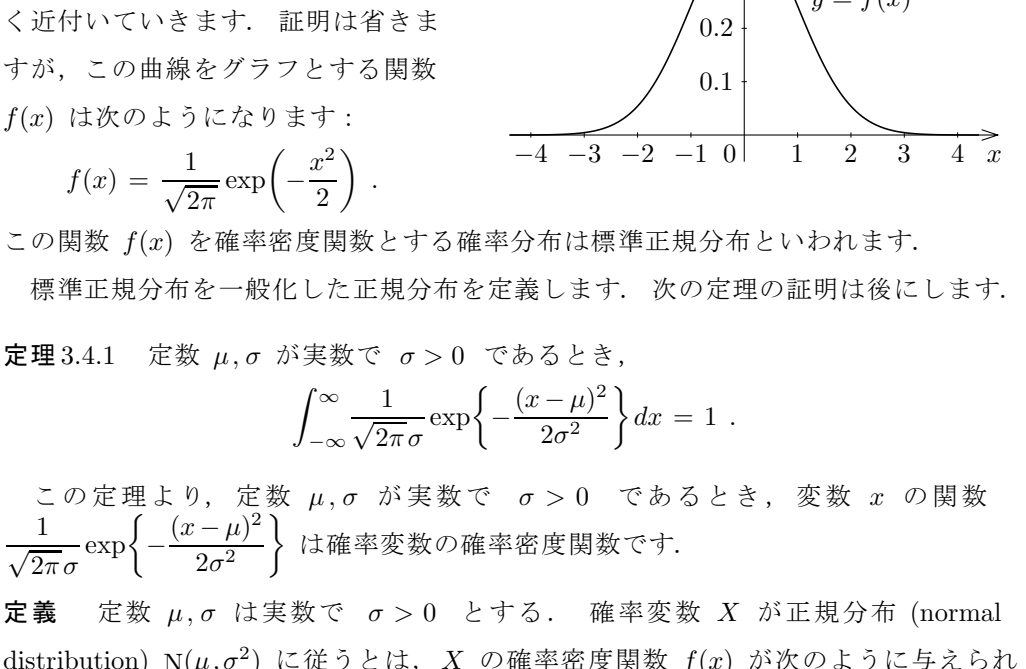 く近付いていきます. 証明は省きま
すが, この曲線をグラフとする関数
f(x) は次のようになります:
f(x) = 1/√2π exp(−x²/2) .
y = f(x)
0.2
0.1
−4 −3 −2 −1 0 1 2 3 4 x
この関数 f(x) を確率密度関数とする確率分布は標準正規分布といわれます.
標準正規分布を一般化した正規分布を定義します. 次の定理の証明は後にします.
定理 3.4.1 定数 μ, σ が実数で σ > 0 であるとき,
∫_{−∞}^{∞} 1/(√2π σ) exp{−(x − μ)²/2σ²} dx = 1 .
この定理より, 定数 μ, σ が実数で σ > 0 であるとき, 変数 x の関数
1/(√2π σ) exp{−(x − μ)²/2σ²} は確率変数の確率密度関数です.
定義 定数 μ, σ は実数で σ > 0 とする. 確率変数 X が正規分布 (normal
distribution) N(μ,σ²) に従うとは, X の確率密度関数 f(x) が次のように与えられ